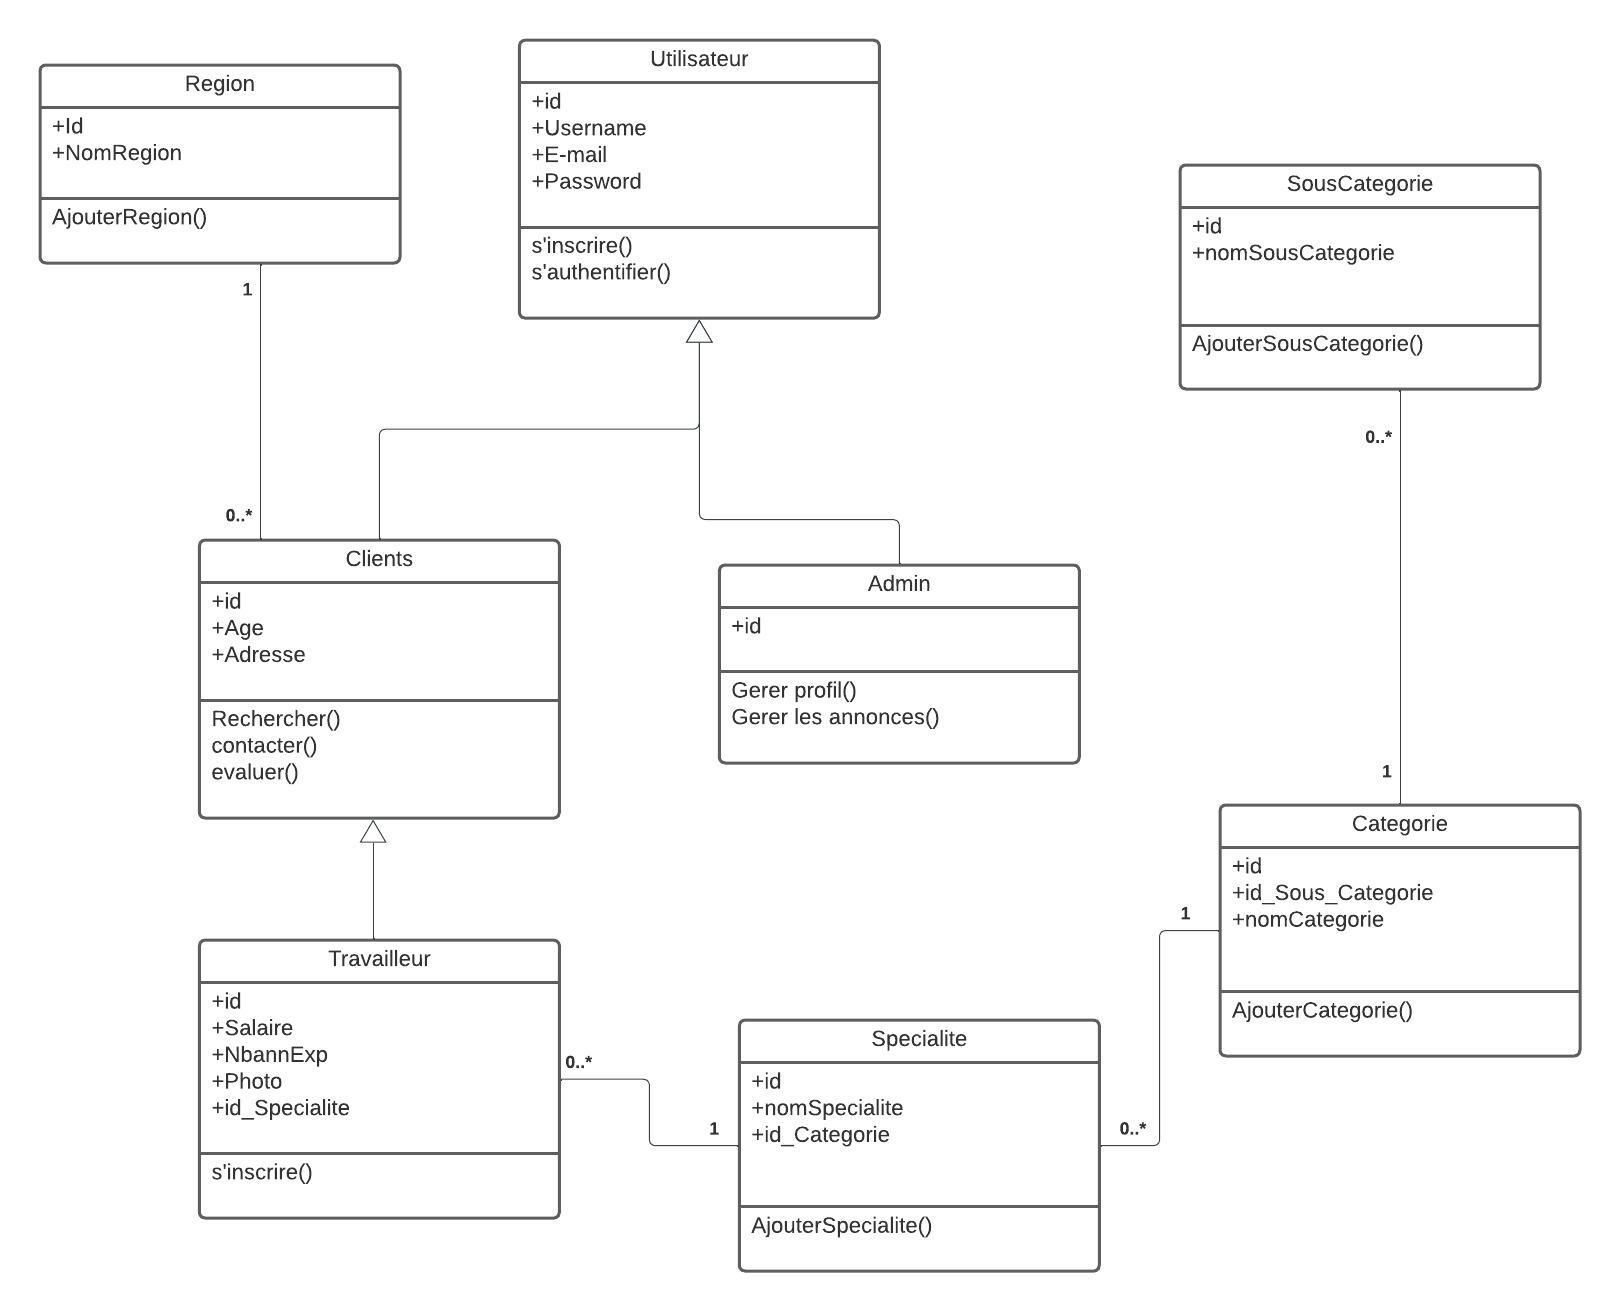 Region
+Id
+NomRegion
AjouterRegion()
1
0..*
Utilisateur
+id
+Username
+E-mail
+Password
s'inscrire()
s'authentifier()
SousCategorie
+id
+nomSousCategorie
AjouterSousCategorie()
0..*
1
Clients
+id
+Age
+Adresse
Rechercher()
contacter()
evaluer()
Admin
+id
Gerer profil()
Gerer les annonces()
Categorie
+id
+id_Sous_Categorie
+nomCategorie
AjouterCategorie()
1
0..*
Travailleur
+id
+Salaire
+NbannExp
+Photo
+id_Specialite
s'inscrire()
0..*
1
Specialite
+id
+nomSpecialite
+id_Categorie
AjouterSpecialite()